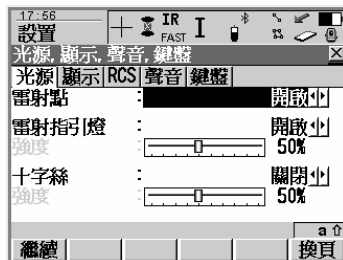 17:56
設置
IR
FAST
I
光源, 顯示, 聲音, 鍵盤
光源 顯示 RCS 聲音 鍵盤
雷射點 : 開啟
雷射指引燈 : 開啟
強度 : 50%
十字絲 : 關閉
強度 : 50%
a
繼續 換頁